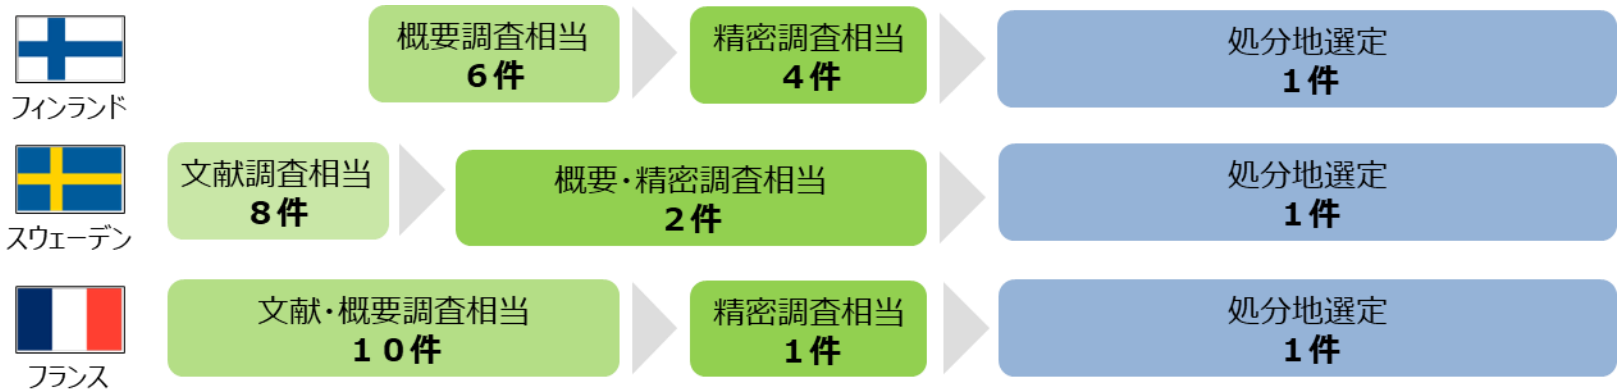 フィンランド
概要調査相当
6件
精密調査相当
4件
処分地選定
1件
スウェーデン
文献調査相当
8件
概要・精密調査相当
2件
処分地選定
1件
フランス
文献・概要調査相当
10件
精密調査相当
1件
処分地選定
1件